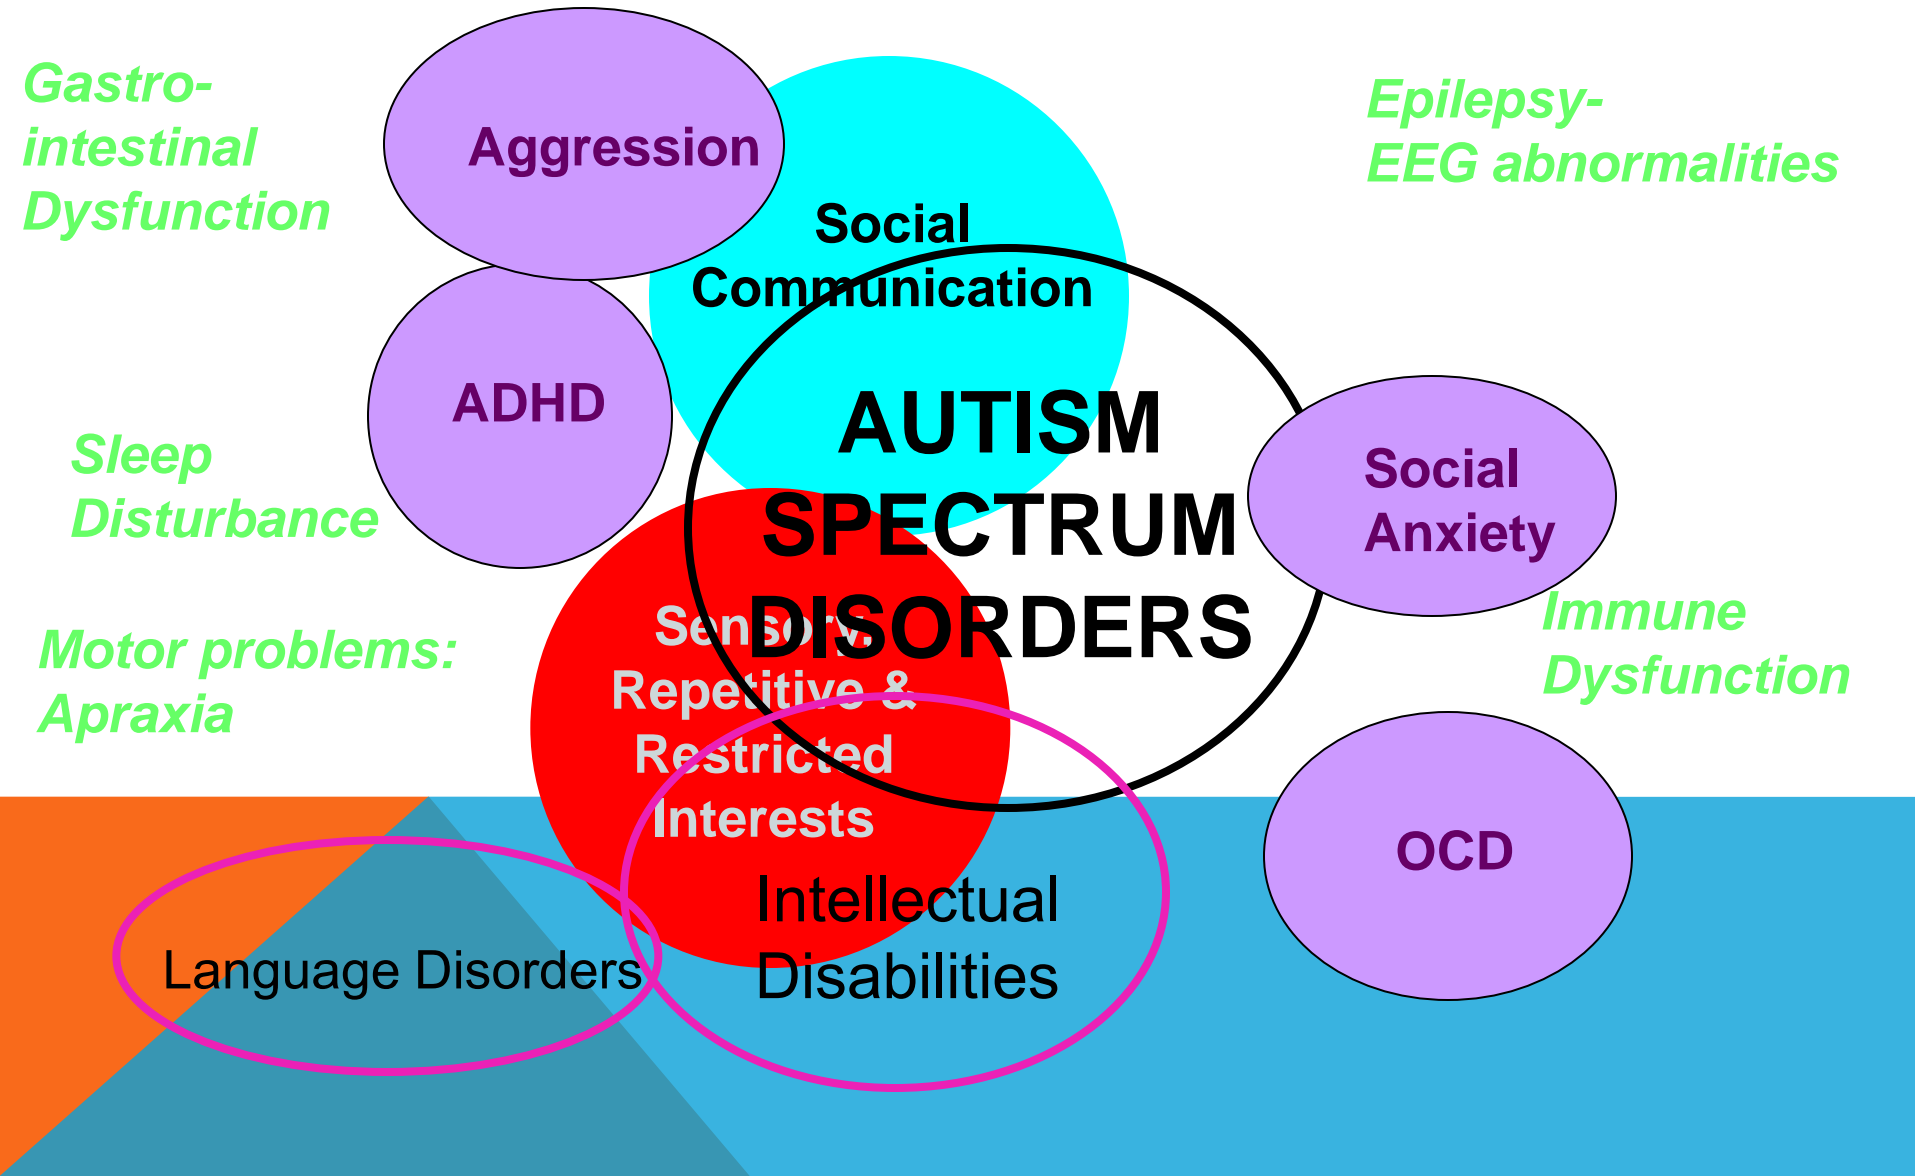 Gastro-
intestinal
Dysfunction
Aggression
Epilepsy-
EEG abnormalities
Social
Communication
ADHD
AUTISM
SPECTRUM
DISORDERS
Social
Anxiety
Sleep
Disturbance
Sensory,
Repetitive &
Restricted
Interests
Immune
Dysfunction
Motor problems:
Apraxia
OCD
Intellectual
Disabilities
Language Disorders